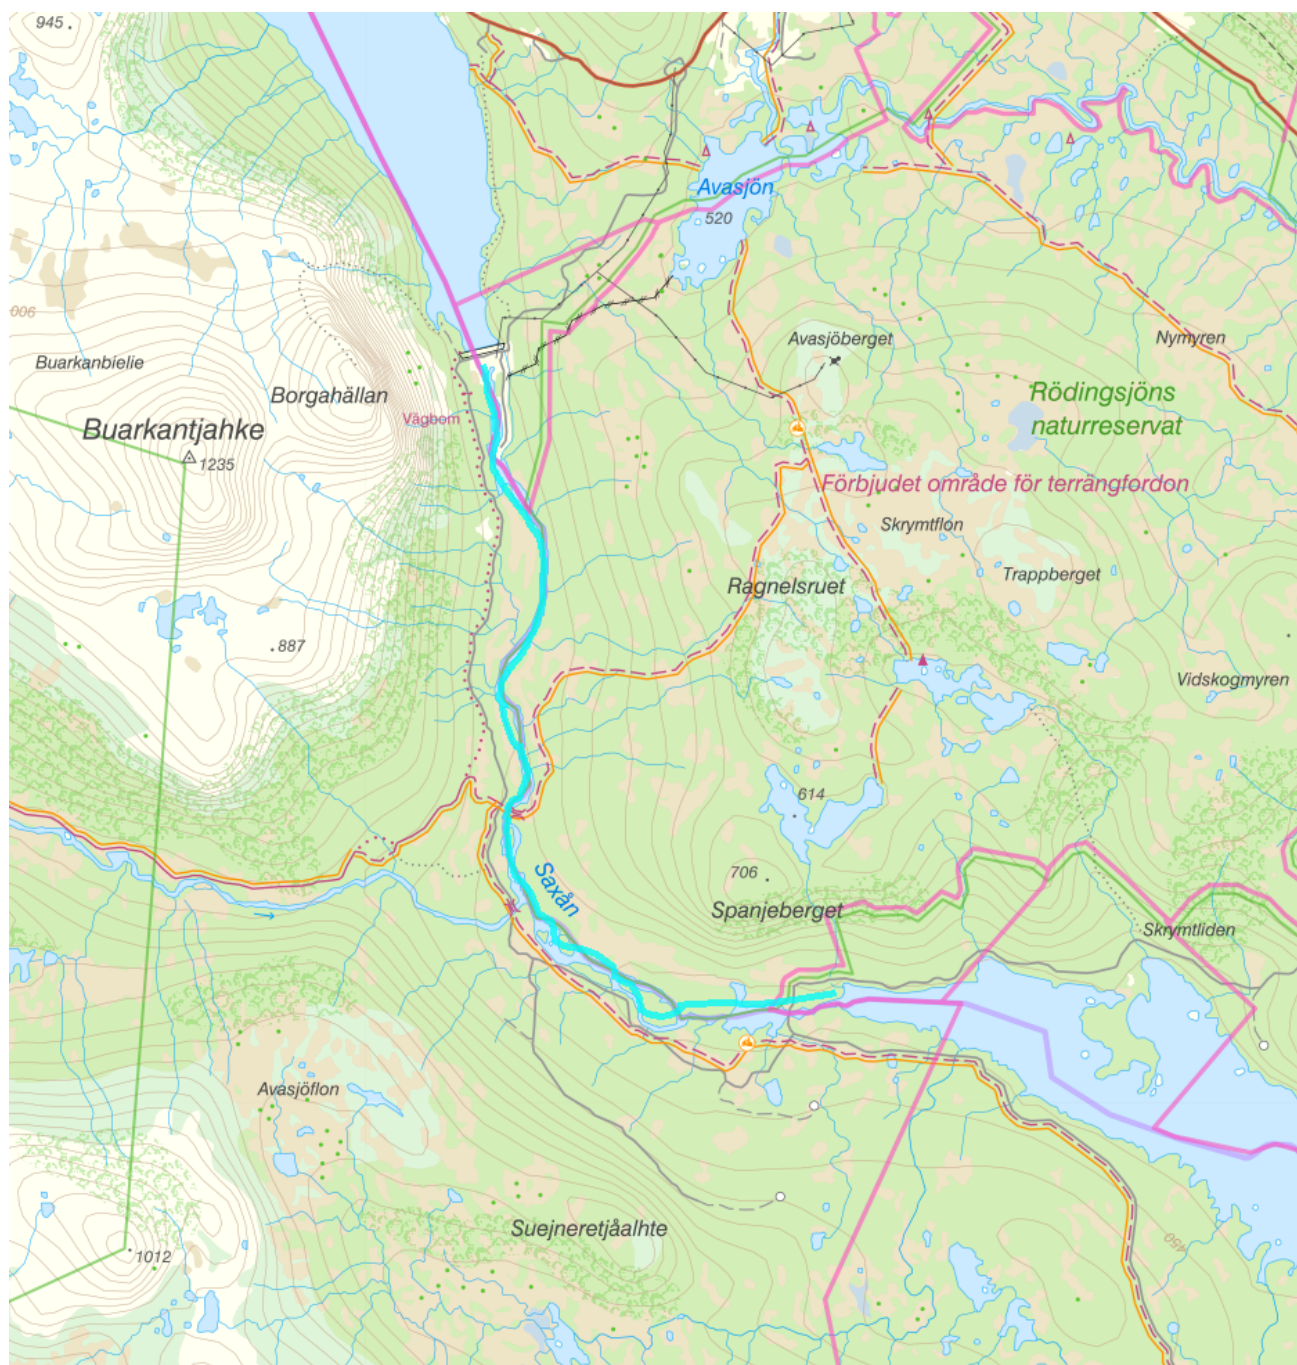 945
Avasjön
520
006
Buarkanbielie
Avasjöberget
Nymyren
Borgahällan
Rödingsjöns
naturreservat
Vägbom
Buarkantjahke
1235
Förbjudet område för terrängfordon
Skrymtflon
Trappberget
Ragnelsruet
887
Vidskogmyren
614
706
Saxån
Spanjeberget
Skrymtliden
Avasjöflon
Suejneretjåalhte
450
1012